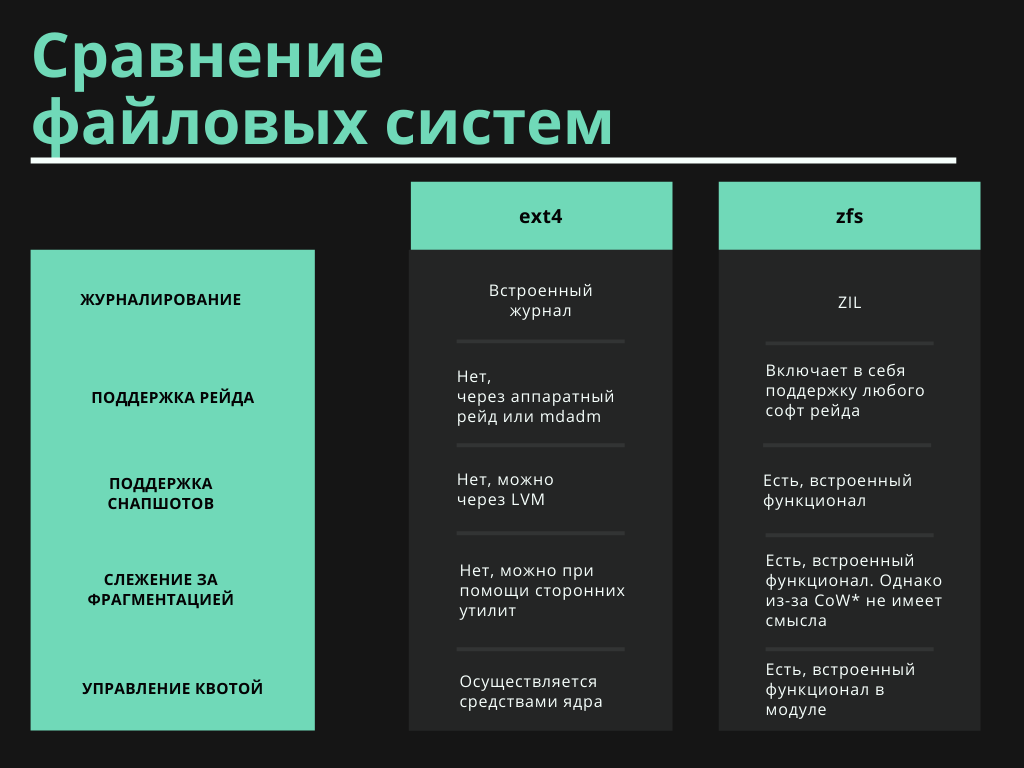 Сравнение
файловых систем
ext4
zfs
ЖУРНАЛИРОВАНИЕ
Встроенный
журнал
ZIL
ПОДДЕРЖКА РЕЙДА
Нет,
через аппаратный
рейд или mdadm
Включает в себя
поддержку любого
софт рейда
ПОДДЕРЖКА
СНАПШОТОВ
Нет, можно
через LVM
Есть, встроенный
функционал
СЛЕЖЕНИЕ ЗА
ФРАГМЕНТАЦИЕЙ
Нет, можно при
помощи сторонних
утилит
Есть, встроенный
функционал. Однако
из-за CoW* не имеет
смысла
УПРАВЛЕНИЕ КВОТОЙ
Осуществляется
средствами ядра
Есть, встроенный
функционал в
модуле